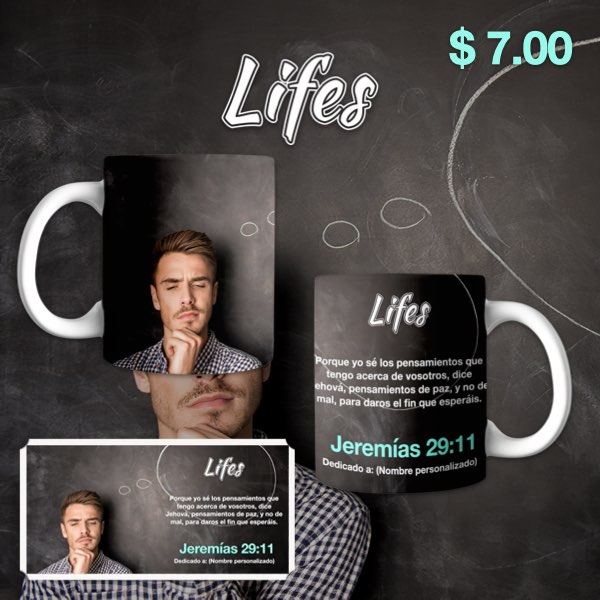 $ 7.00
Lifes
Lifes
Porque yo sé los pensamientos que
tengo acerca de vosotros, dice
ehová, pensamientos de paz, y no de
mal, para daros el fin que esperáis.
Jeremías 29:11
Dedicado a: (Nombre personalizado)
Lifes
Porque yo sé los pensamientos que
tengo acerca de vosotros, dice
Jehová, pensamientos de paz, y no de
mal, para daros el fin que esperáis.
Jeremías 29:11
Dedicado a: (Nombre personalizado)